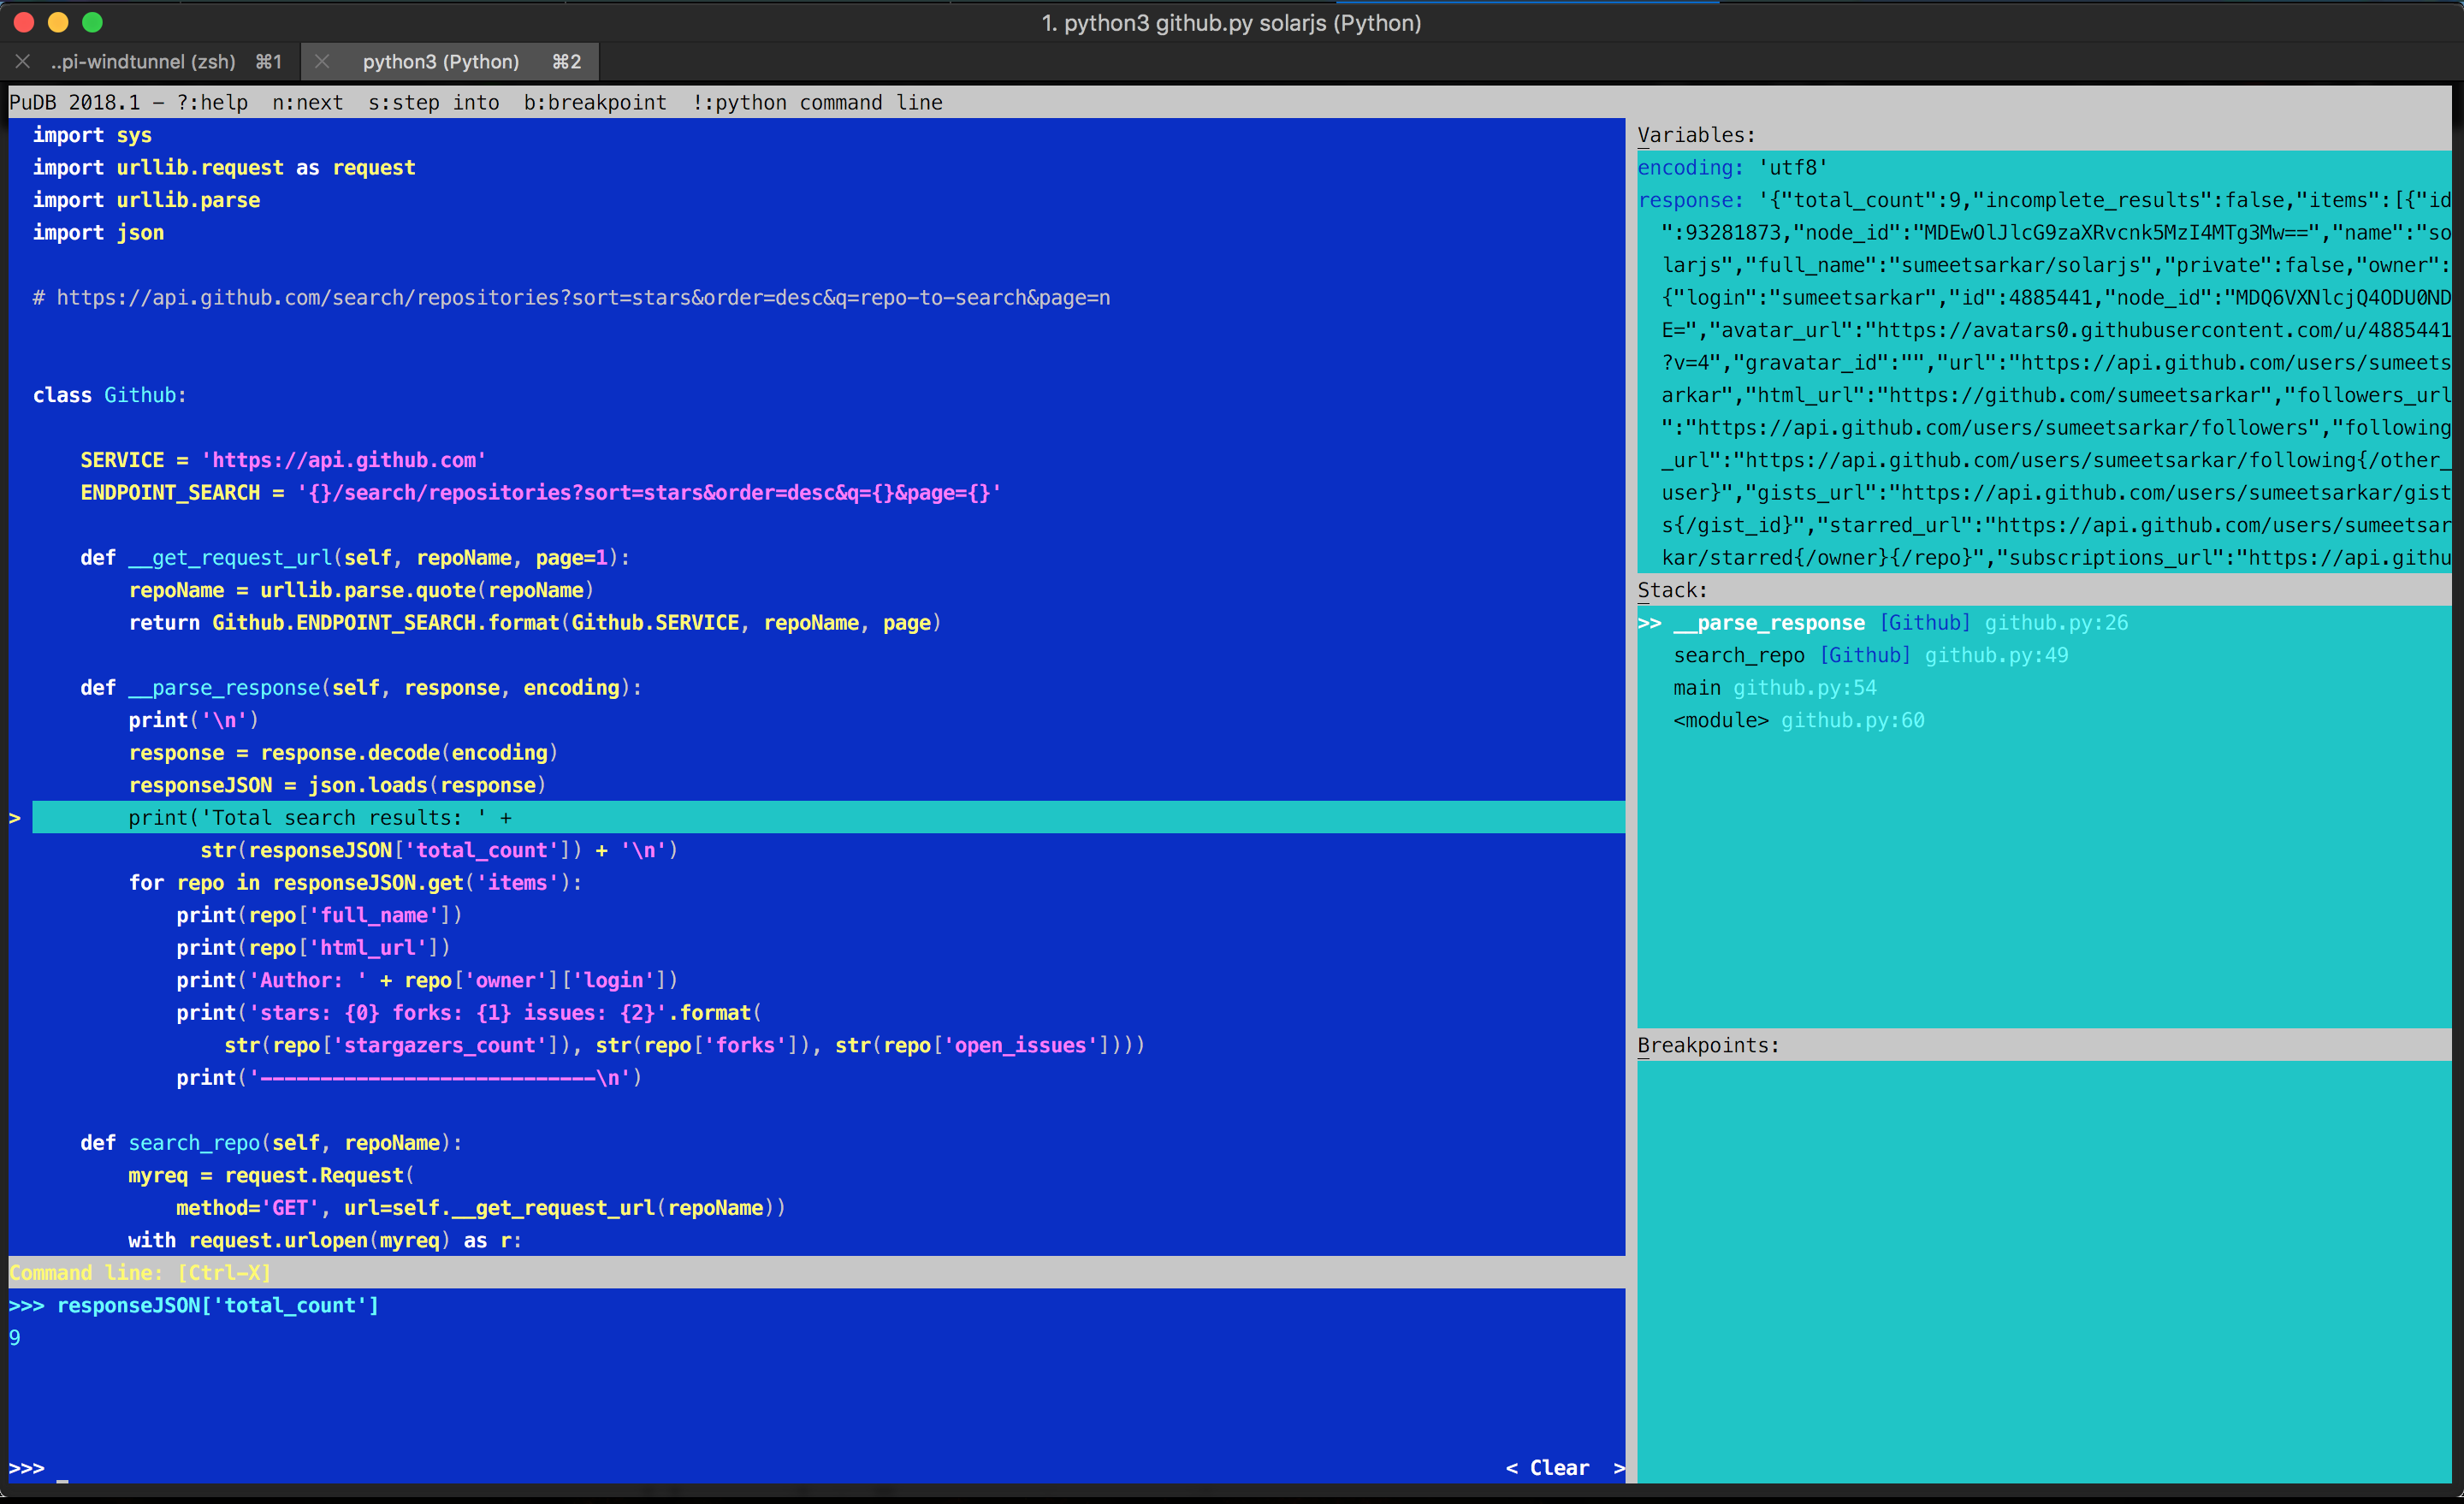 1. python3 github.py solarjs (Python)
..pi-windtunnel (zsh) ⌘1 python3 (Python) ⌘2
PuDB 2018.1 - ?:help n:next s:step into b:breakpoint !:python command line
import sys
import urllib.request as request
import urllib.parse
import json
# https://api.github.com/search/repositories?sort=stars&order=desc&q=repo-to-search&page=n
class Github:
SERVICE = 'https://api.github.com'
ENDPOINT_SEARCH = '{}/search/repositories?sort=stars&order=desc&q={}&page={}'
def __get_request_url(self, repoName, page=1):
repoName = urllib.parse.quote(repoName)
return Github.ENDPOINT_SEARCH.format(Github.SERVICE, repoName, page)
def __parse_response(self, response, encoding):
print('\n')
response = response.decode(encoding)
responseJSON = json.loads(response)
> print('Total search results: ' +
str(responseJSON['total_count']) + '\n')
for repo in responseJSON.get('items'):
print(repo['full_name'])
print(repo['html_url'])
print('Author: ' + repo['owner']['login'])
print('stars: {0} forks: {1} issues: {2}'.format(
str(repo['stargazers_count']), str(repo['forks']), str(repo['open_issues'])))
print('----------------------------\n')
def search_repo(self, repoName):
myreq = request.Request(
method='GET', url=self.__get_request_url(repoName))
with request.urlopen(myreq) as r:
Command line: [Ctrl-X]
>>> responseJSON['total_count']
9
>>> _ < Clear >
Variables:
encoding: 'utf8'
response: '{"total_count":9,"incomplete_results":false,"items":[{"id
":93281873,"node_id":"MDEwOlJlcG9zaXRvcnk5MzI4MTg3Mw==","name":"so
larjs","full_name":"sumeetsarkar/solarjs","private":false,"owner":
{"login":"sumeetsarkar","id":4885441,"node_id":"MDQ6VXNlcjQ4ODU0ND
E=","avatar_url":"https://avatars0.githubusercontent.com/u/4885441
?v=4","gravatar_id":"","url":"https://api.github.com/users/sumeets
arkar","html_url":"https://github.com/sumeetsarkar","followers_url
":"https://api.github.com/users/sumeetsarkar/followers","following
_url":"https://api.github.com/users/sumeetsarkar/following{/other_
user}","gists_url":"https://api.github.com/users/sumeetsarkar/gist
s{/gist_id}","starred_url":"https://api.github.com/users/sumeetsar
kar/starred{/owner}{/repo}","subscriptions_url":"https://api.githu
Stack:
>> __parse_response [Github] github.py:26
search_repo [Github] github.py:49
main github.py:54
<module> github.py:60
Breakpoints: